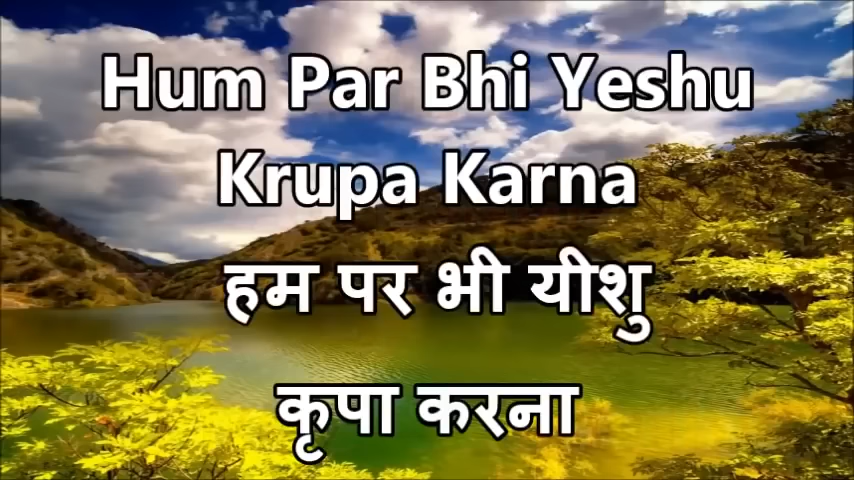 Hum Par Bhi Yeshu
Krupa Karna
हम पर भी यीशु
कृपा करना